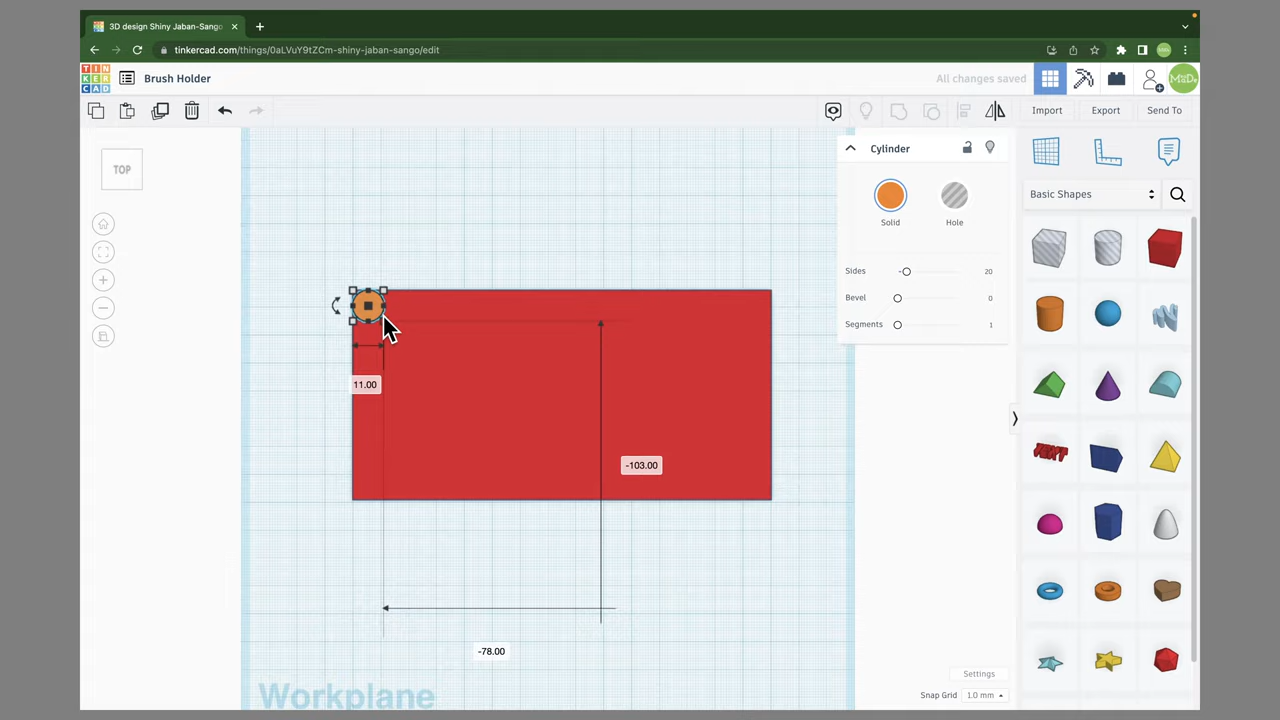 3D design Shiny Jaban-Sango
tinkercad.com/things/0aLVuY9tZCm-shiny-jaban-sango/edit
TIN
KER
CAD
Brush Holder
All changes saved
MaDe
Import
Export
Send To
TOP
Cylinder
Solid
Hole
Sides
20
Bevel
0
Segments
1
Basic Shapes
TEXT
11.00
-103.00
-78.00
Workplane
Settings
Snap Grid
1.0 mm